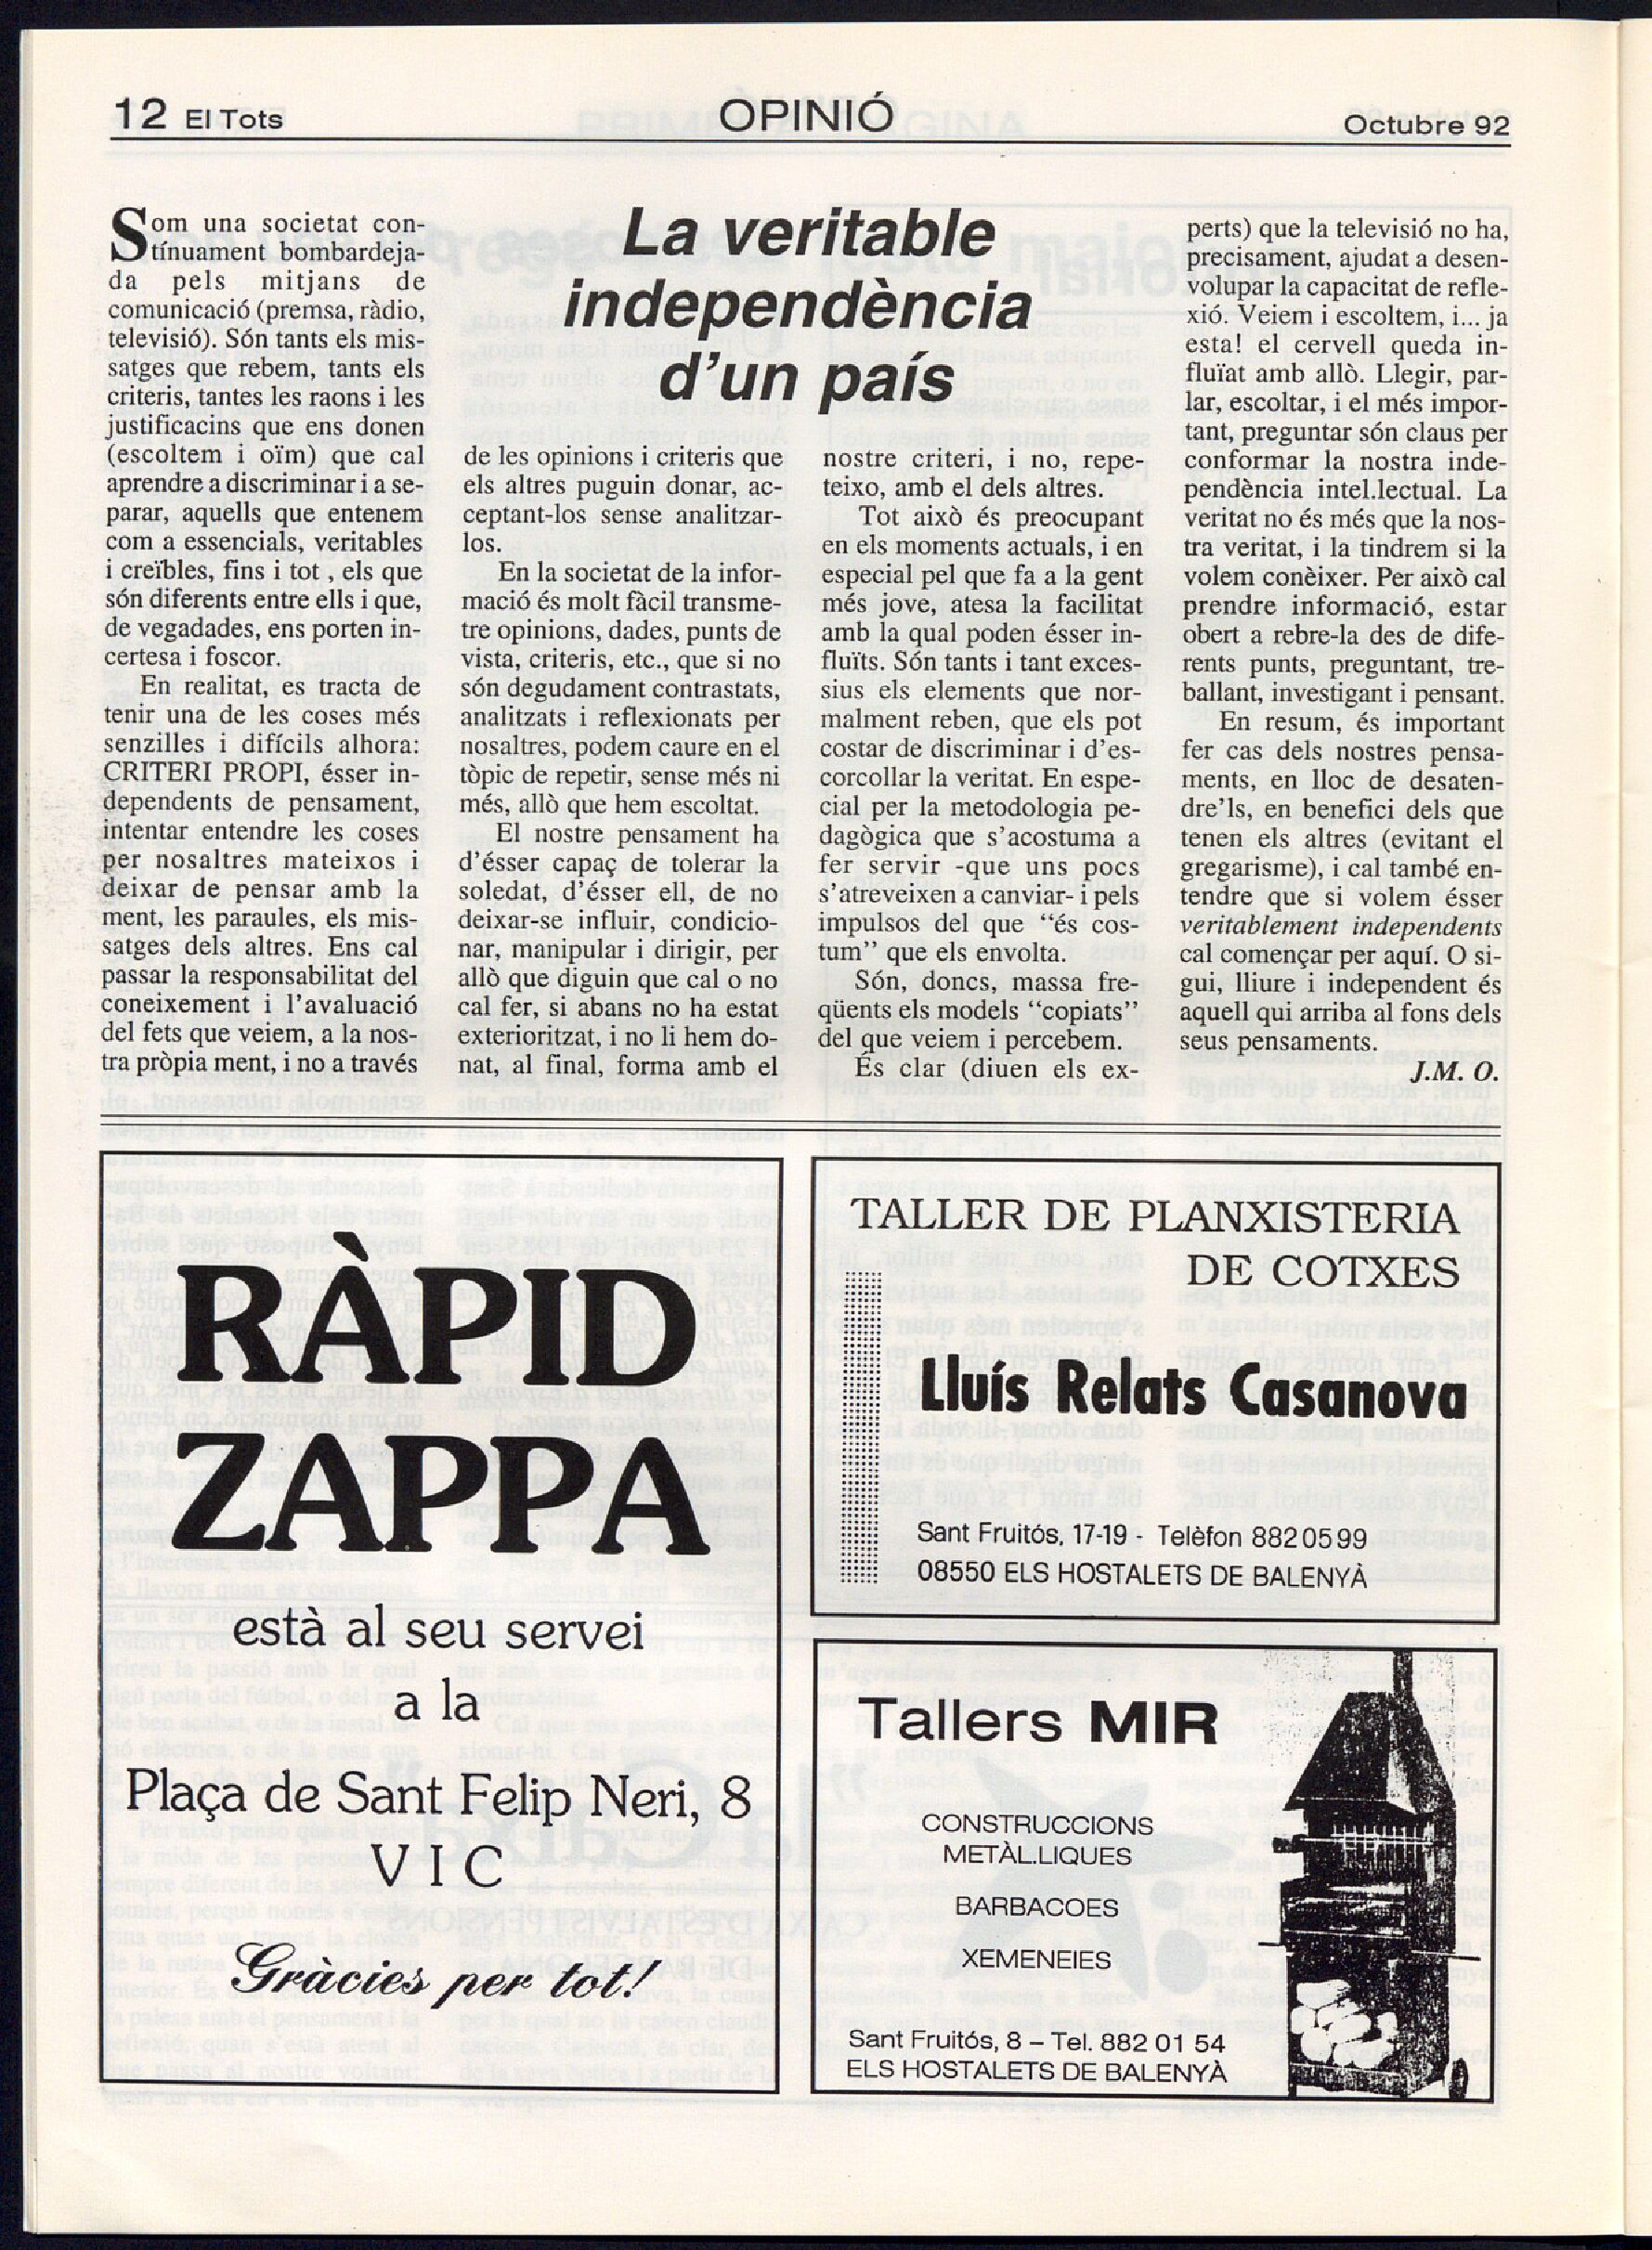 12 El Tots
OPINIÓ
Octubre 92
La veritable
independència
d'un país
Som una societat con-
tínuament bombardeja-
da pels mitjans de
comunicació (premsa, ràdio,
televisió). Són tants els mis-
satges que rebem, tants els
criteris, tantes les raons i les
justificacins que ens donen
(escoltem i oïm) que cal
aprendre a discriminar i a se-
parar, aquells que entenem
com a essencials, veritables
i creïbles, fins i tot , els que
són diferents entre ells i que,
de vegadades, ens porten in-
certesa i foscor.
En realitat, es tracta de
tenir una de les coses més
senzilles i difícils alhora:
CRITERI PROPI, ésser in-
dependents de pensament,
intentar entendre les coses
per nosaltres mateixos i
deixar de pensar amb la
ment, les paraules, els mis-
satges dels altres. Ens cal
passar la responsabilitat del
coneixement i l'avaluació
del fets que veiem, a la nos-
tra pròpia ment, i no a través
de les opinions i criteris que
els altres puguin donar, ac-
ceptant-los sense analitzar-
los.
En la societat de la infor-
mació és molt fàcil transme-
tre opinions, dades, punts de
vista, criteris, etc., que si no
són degudament contrastats,
analitzats i reflexionats per
nosaltres, podem caure en el
tòpic de repetir, sense més ni
més, allò que hem escoltat.
El nostre pensament ha
d'ésser capaç de tolerar la
soledat, d'ésser ell, de no
deixar-se influir, condicio-
nar, manipular i dirigir, per
allò que diguin que cal o no
cal fer, si abans no ha estat
exterioritzat, i no li hem do-
nat, al final, forma amb el
nostre criteri, i no, repe-
teixo, amb el dels altres.
Tot això és preocupant
en els moments actuals, i en
especial pel que fa a la gent
més jove, atesa la facilitat
amb la qual poden ésser in-
fluïts. Són tants i tant exces-
sius els elements que nor-
malment reben, que els pot
costar de discriminar i d'es-
corcollar la veritat. En espe-
cial per la metodologia pe-
dagògica que s'acostuma a
fer servir -que uns pocs
s'atreveixen a canviar- i pels
impulsos del que "és cos-
tum" que els envolta.
Són, doncs, massa fre-
qüents els models "copiats"
del que veiem i percebem.
És clar (diuen els ex-
perts) que la televisió no ha,
precisament, ajudat a desen-
volupar la capacitat de refle-
xió. Veiem i escoltem, i... ja
esta! el cervell queda in-
fluïat amb allò. Llegir, par-
lar, escoltar, i el més impor-
tant, preguntar són claus per
conformar la nostra inde-
pendència intel.lectual. La
veritat no és més que la nos-
tra veritat, i la tindrem si la
volem conèixer. Per això cal
prendre informació, estar
obert a rebre-la des de dife-
rents punts, preguntant, tre-
ballant, investigant i pensant.
En resum, és important
fer cas dels nostres pensa-
ments, en lloc de desaten-
dre'ls, en benefici dels que
tenen els altres (evitant el
gregarisme), i cal també en-
tendre que si volem ésser
veritablement independents
cal començar per aquí. O si-
gui, lliure i independent és
aquell qui arriba al fons dels
seus pensaments.
J.M. O.
RÀPID
ZAPPA
està al seu servei
a la
Plaça de Sant Felip Neri, 8
VIC
Gràcies per tot!
TALLER DE PLANXISTERIA
DE COTXES
Lluís Relats Casanova
Sant Fruitós, 17-19 - Telèfon 882 05 99
08550 ELS HOSTALETS DE BALENYÀ
Tallers MIR
CONSTRUCCIONS
METÀL.LIQUES
BARBACOES
XEMENEIES
Sant Fruitós, 8 – Tel. 882 01 54
ELS HOSTALETS DE BALENYÀ